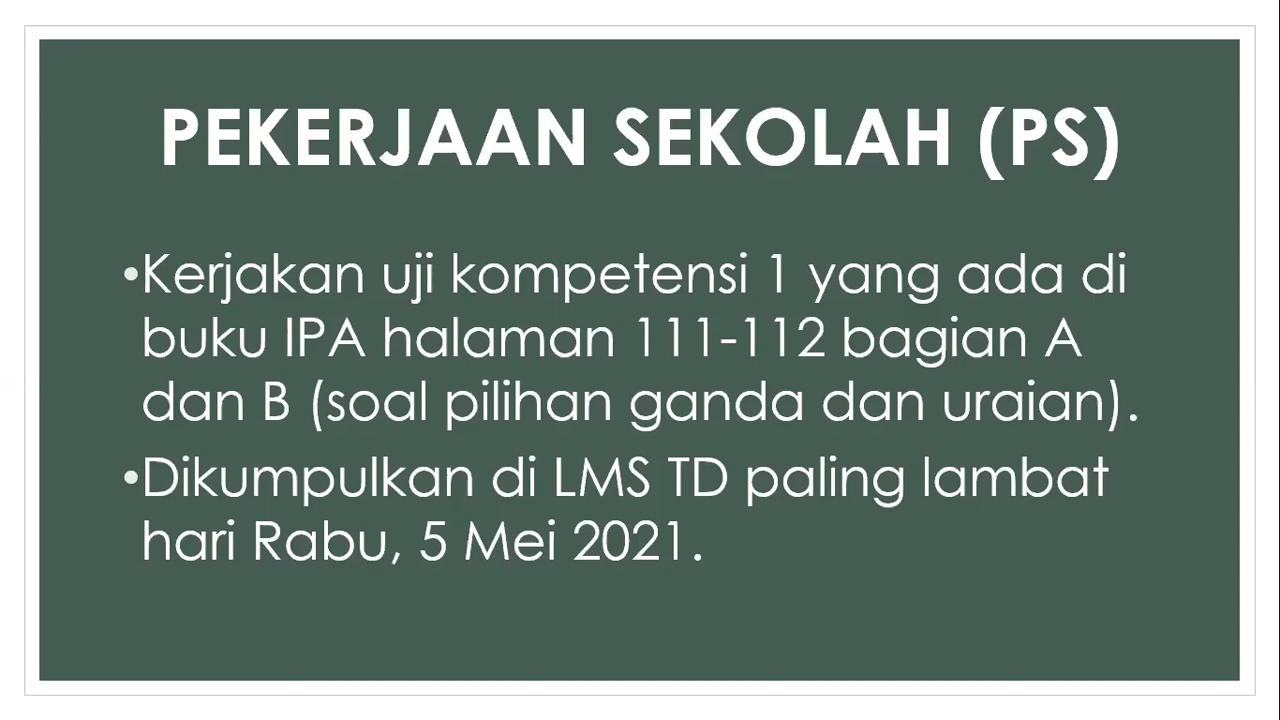 PEKERJAAN SEKOLAH (PS)
•Kerjakan uji kompetensi 1 yang ada di
buku IPA halaman 111-112 bagian A
dan B (soal pilihan ganda dan uraian).
•Dikumpulkan di LMS TD paling lambat
hari Rabu, 5 Mei 2021.